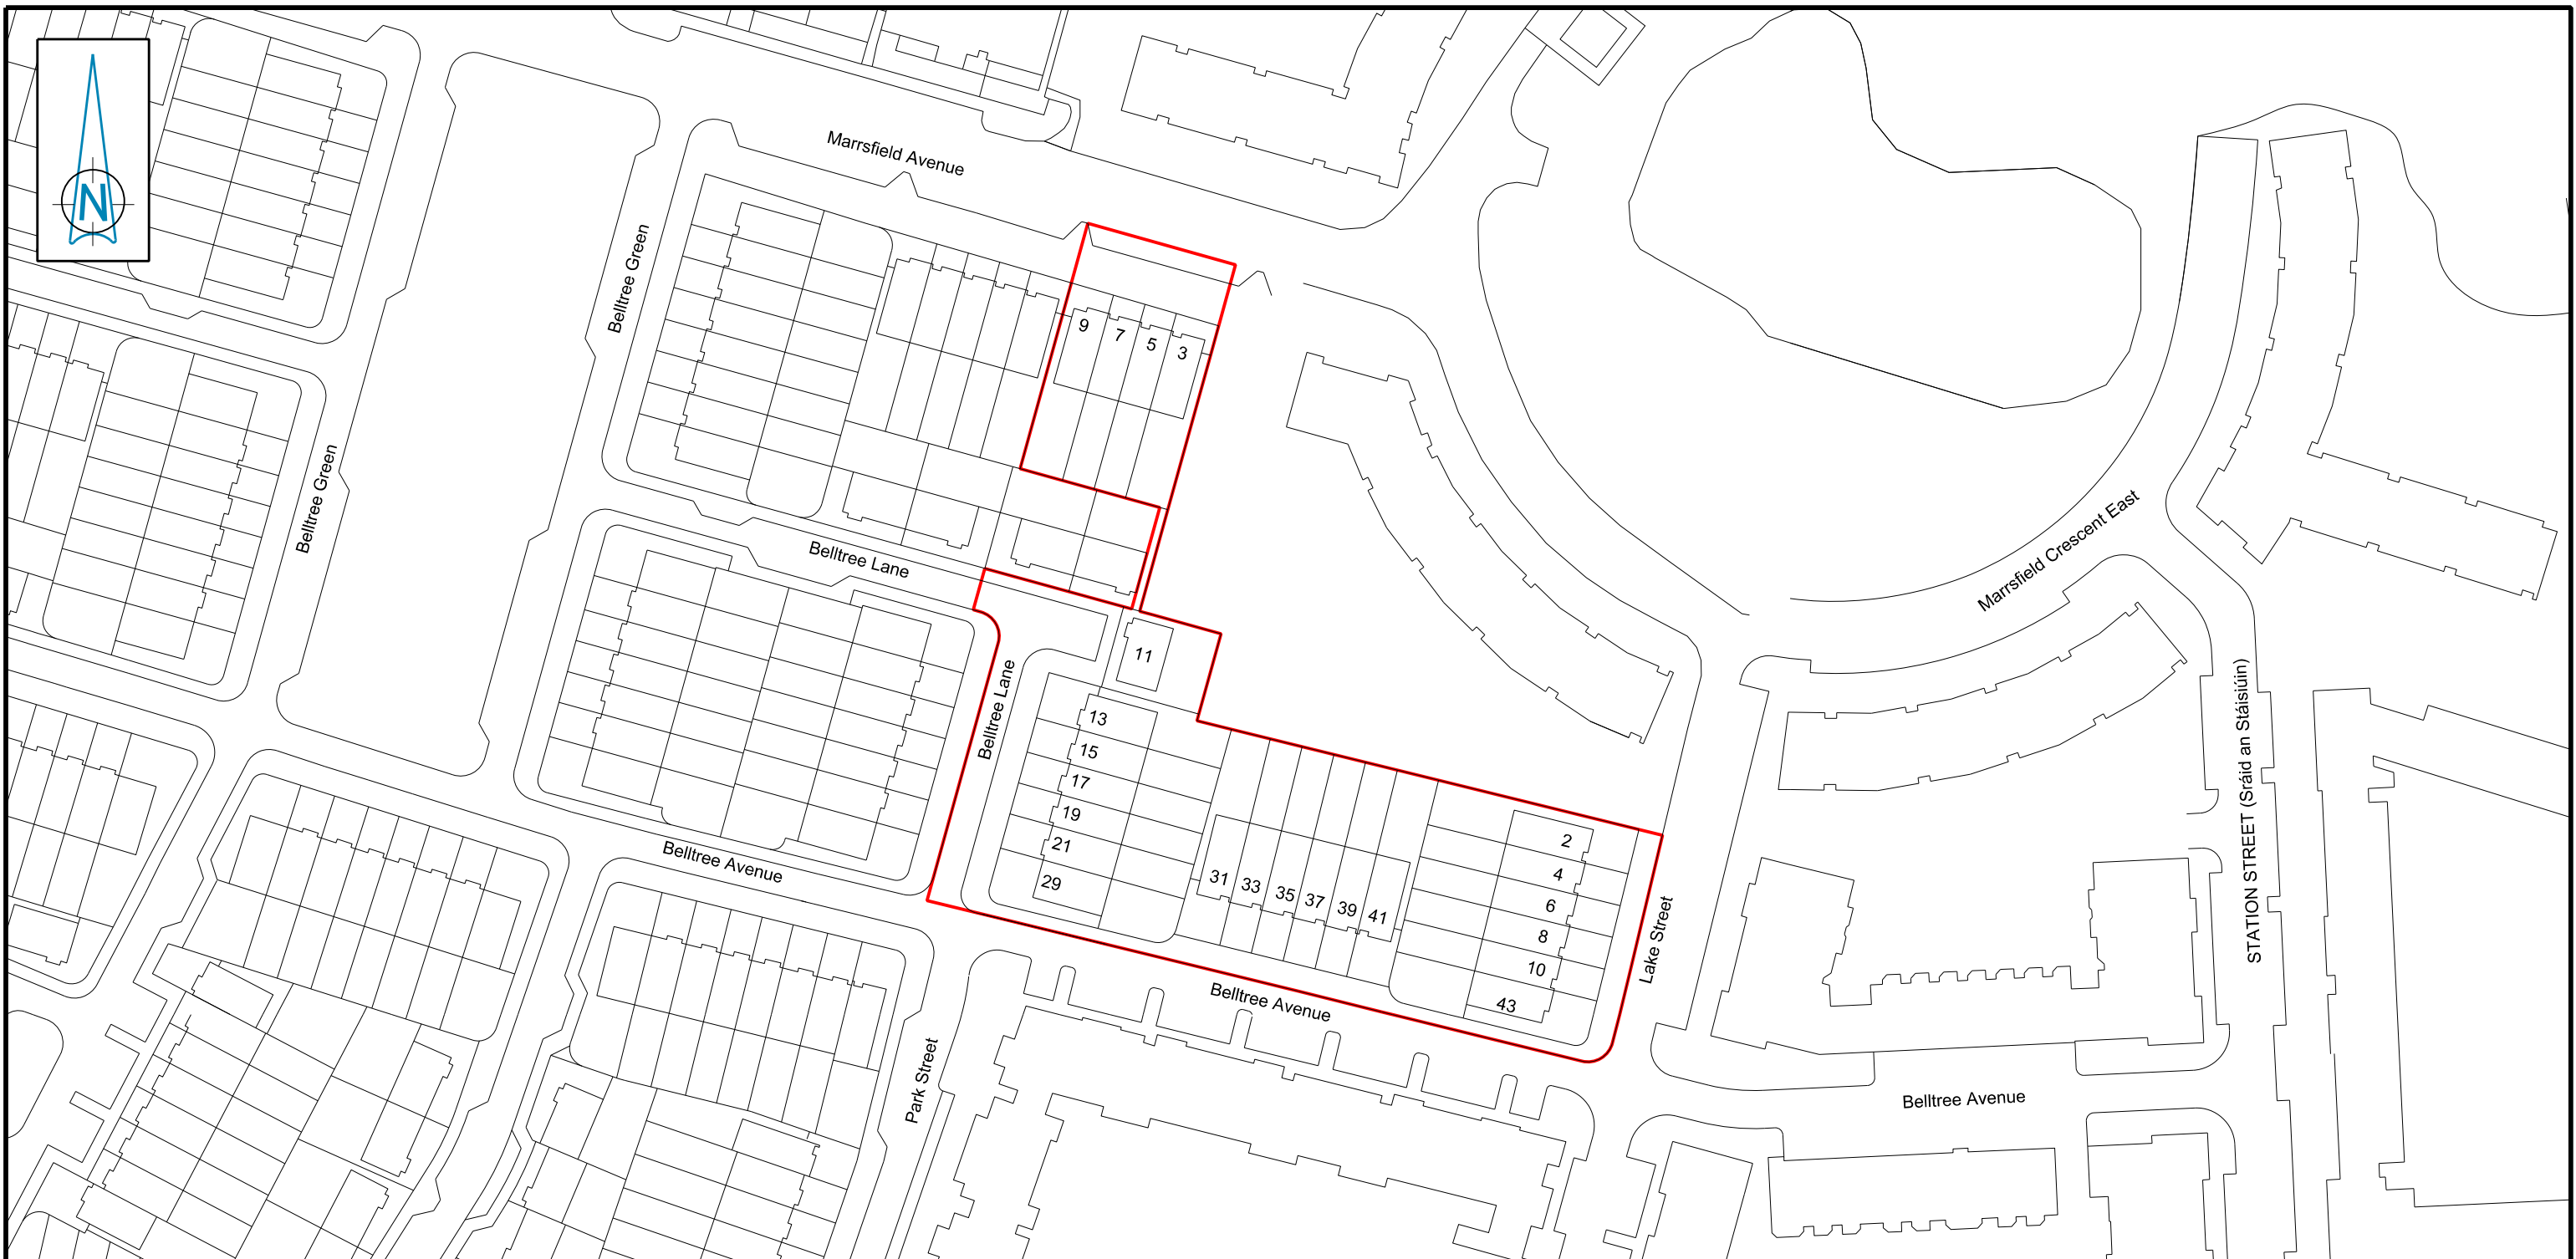 N
Marrsfield Avenue
Belltree Green
9
7
5
3
Belltree Green
Belltree Lane
Marrsfield Crescent East
11
Belltree Lane
13
15
17
19
21
29
STATION STREET (Sráid an Stáisiúin)
Belltree Avenue
31
33
35
37
39
41
2
4
6
8
10
43
Lake Street
Belltree Avenue
Park Street
Belltree Avenue